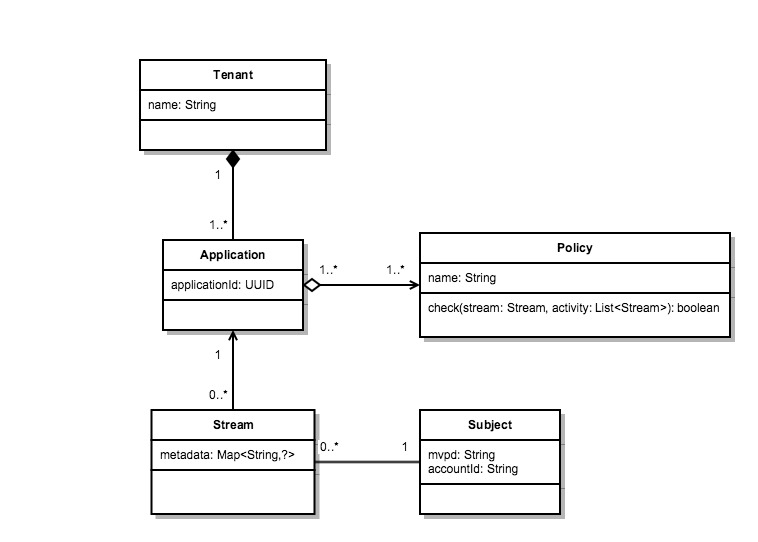 Tenant
name: String
1
1..*
Application
applicationId: UUID
1..*
1..*
Policy
name: String
check(stream: Stream, activity: List<Stream>): boolean
1
0..*
Stream
metadata: Map<String,?>
0..*
1
Subject
mvpd: String
accountId: String